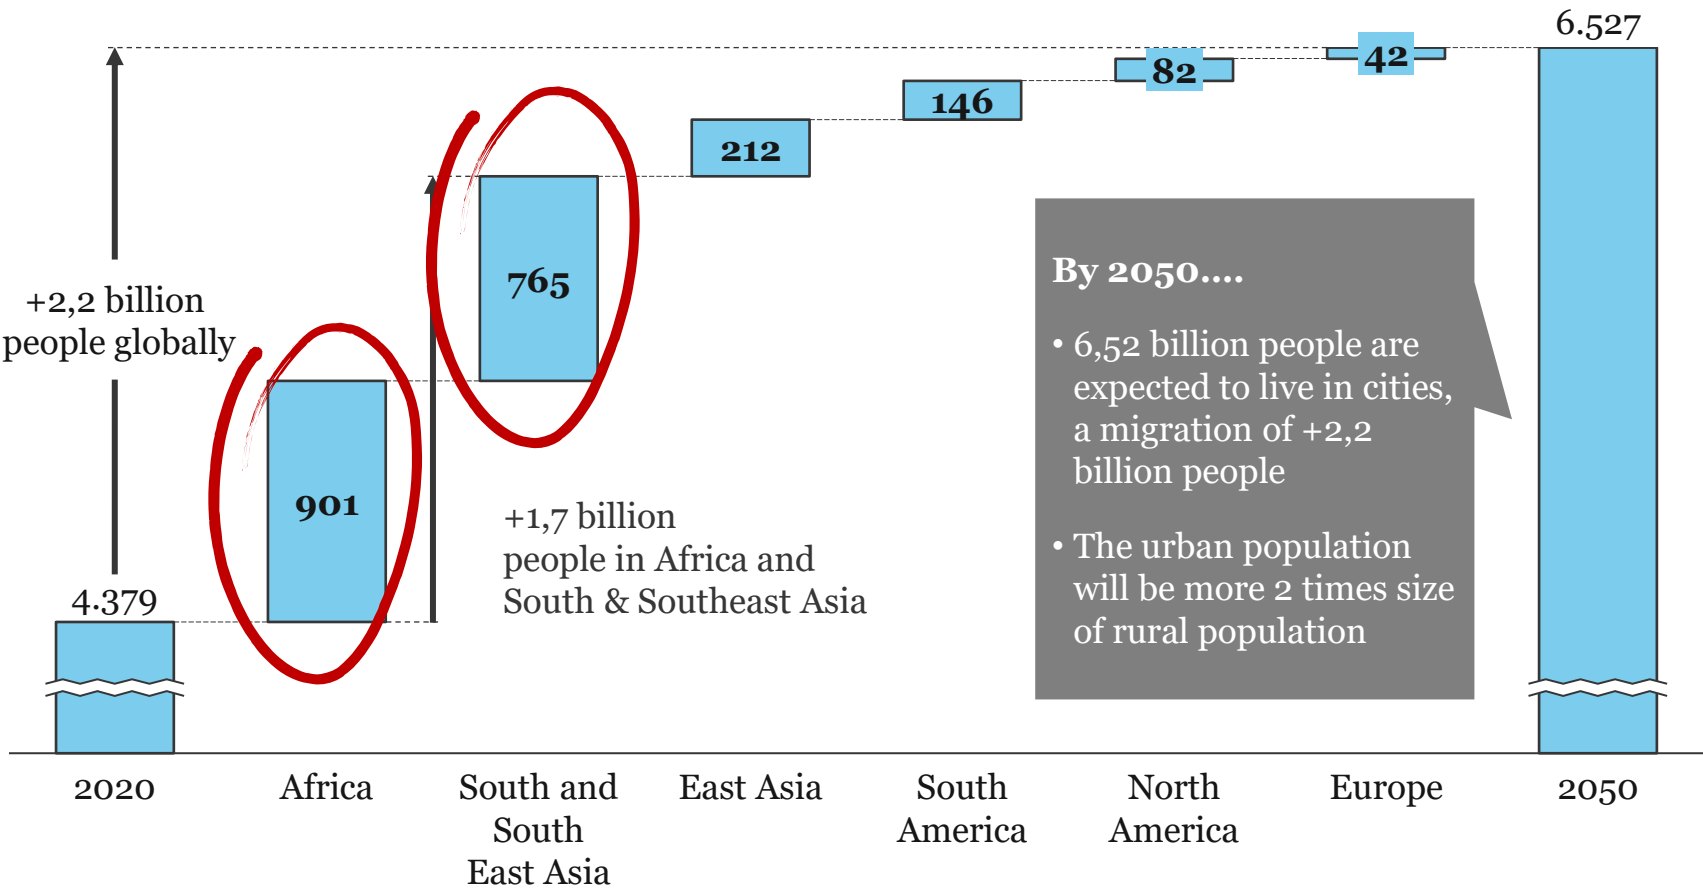 6.527
42
82
146
212
765
901
4.379
+2,2 billion
people globally
+1,7 billion
people in Africa and
South & Southeast Asia
By 2050....
• 6,52 billion people are
expected to live in cities,
a migration of +2,2
billion people
• The urban population
will be more 2 times size
of rural population
2020
Africa
South and
South
East Asia
East Asia
South
America
North
America
Europe
2050